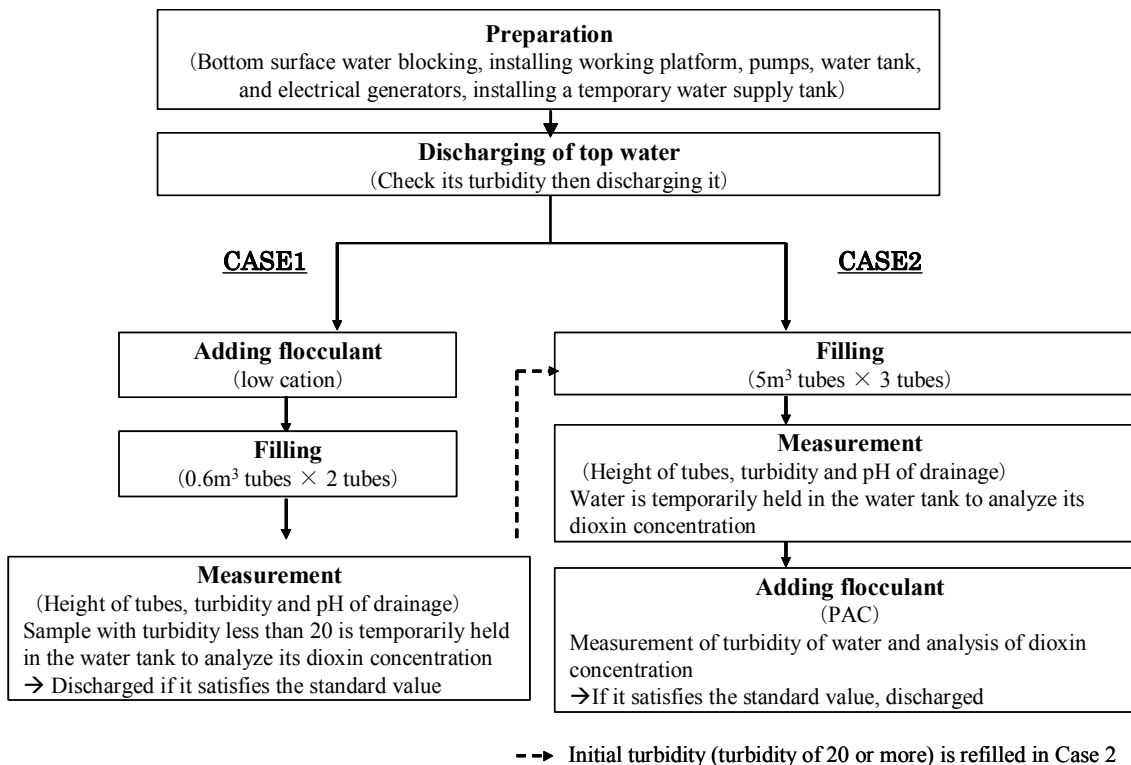 Preparation
(Bottom surface water blocking, installing working platform, pumps, water tank,
and electrical generators, installing a temporary water supply tank)
Discharging of top water
(Check its turbidity then discharging it)
CASE1
Adding flocculant
(low cation)
Filling
(0.6m³ tubes × 2 tubes)
Measurement
(Height of tubes, turbidity and pH of drainage)
Sample with turbidity less than 20 is temporarily held
in the water tank to analyze its dioxin concentration
→ Discharged if it satisfies the standard value
CASE2
Filling
(5m³ tubes × 3 tubes)
Measurement
(Height of tubes, turbidity and pH of drainage)
Water is temporarily held in the water tank to analyze its
dioxin concentration
Adding flocculant
(PAC)
Measurement of turbidity of water and analysis of dioxin
concentration
→If it satisfies the standard value, discharged
Initial turbidity (turbidity of 20 or more) is refilled in Case 2